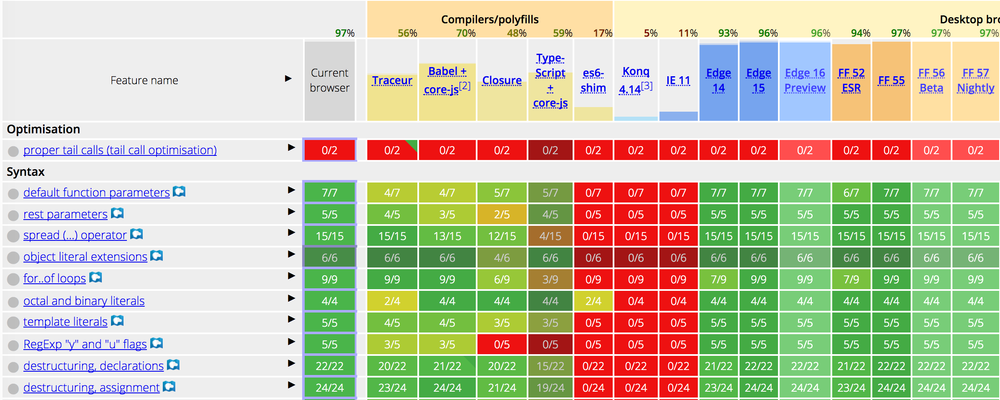 Compilers/polyfills Desktop bro
97% 56% 70% 48% 59% 17% 5% 11% 93% 96% 96% 94% 97% 97% 97%
Feature name ▶ Current browser Traceur Babel + core-js[2] Closure Type-Script + core-js es6-shim Konq 4.14[3] IE 11 Edge 14 Edge 15 Edge 16 Preview FF 52 ESR FF 55 FF 56 Beta FF 57 Nightly
Optimisation
proper tail calls (tail call optimisation) ▶ 0/2 0/2 0/2 0/2 0/2 0/2 0/2 0/2 0/2 0/2 0/2 0/2 0/2 0/2 0/2
Syntax
default function parameters ▶ 7/7 4/7 4/7 5/7 5/7 0/7 0/7 0/7 7/7 7/7 7/7 6/7 7/7 7/7 7/7
rest parameters ▶ 5/5 4/5 3/5 2/5 4/5 0/5 0/5 0/5 5/5 5/5 5/5 5/5 5/5 5/5 5/5
spread (...) operator ▶ 15/15 15/15 13/15 12/15 4/15 0/15 0/15 0/15 15/15 15/15 15/15 15/15 15/15 15/15 15/15
object literal extensions ▶ 6/6 6/6 6/6 4/6 6/6 0/6 0/6 0/6 6/6 6/6 6/6 6/6 6/6 6/6 6/6
for..of loops ▶ 9/9 9/9 9/9 6/9 3/9 0/9 0/9 0/9 7/9 9/9 9/9 7/9 9/9 9/9 9/9
octal and binary literals ▶ 4/4 2/4 4/4 4/4 4/4 2/4 0/4 0/4 4/4 4/4 4/4 4/4 4/4 4/4 4/4
template literals ▶ 5/5 4/5 4/5 3/5 3/5 0/5 0/5 0/5 5/5 5/5 5/5 5/5 5/5 5/5 5/5
RegExp "y" and "u" flags ▶ 5/5 3/5 3/5 0/5 0/5 0/5 0/5 0/5 5/5 5/5 5/5 5/5 5/5 5/5 5/5
destructuring, declarations ▶ 22/22 20/22 21/22 20/22 15/22 0/22 0/22 0/22 21/22 22/22 22/22 21/22 22/22 22/22 22/22
destructuring, assignment ▶ 24/24 23/24 24/24 21/24 19/24 0/24 0/24 0/24 23/24 24/24 24/24 23/24 24/24 24/24 24/24